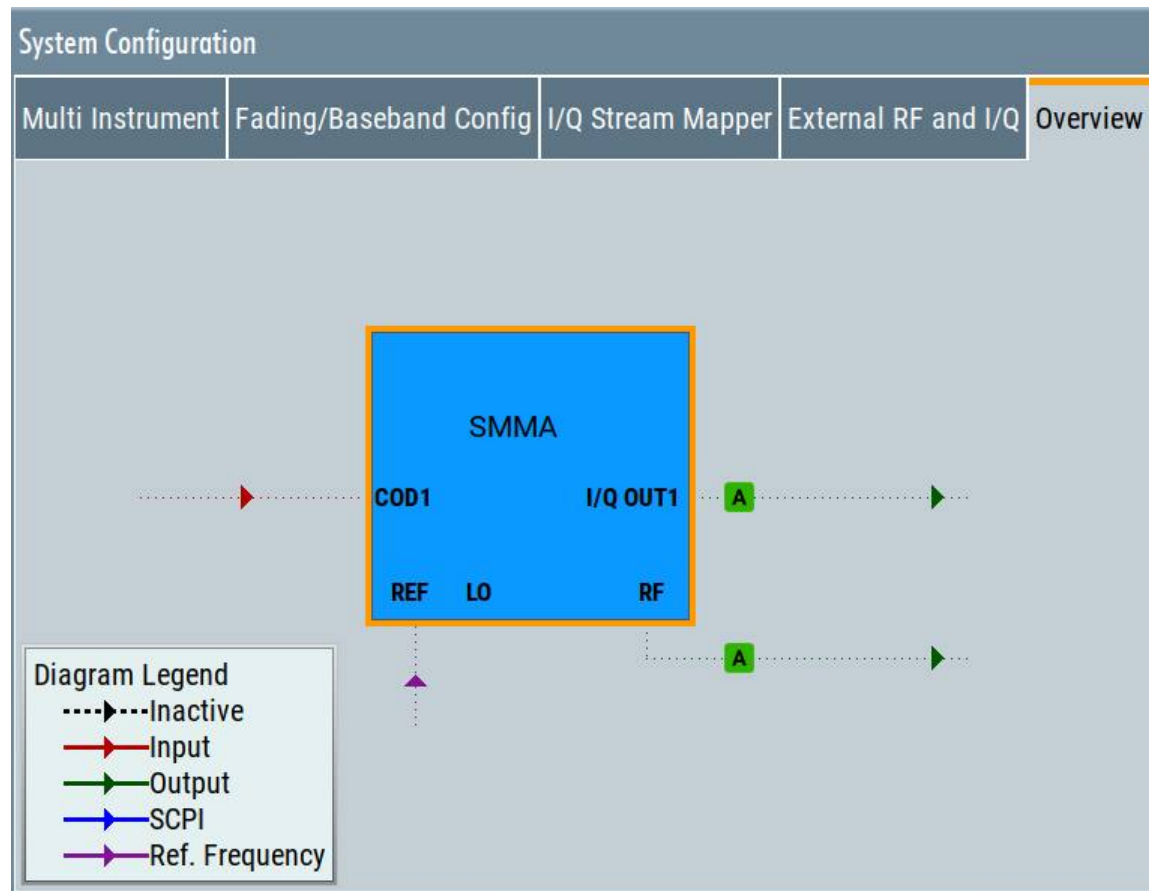 System Configuration
Multi Instrument Fading/Baseband Config I/Q Stream Mapper External RF and I/Q Overview
SMMA
COD1 I/Q OUT1 A
REF LO RF
A
Diagram Legend
Inactive
Input
Output
SCPI
Ref. Frequency